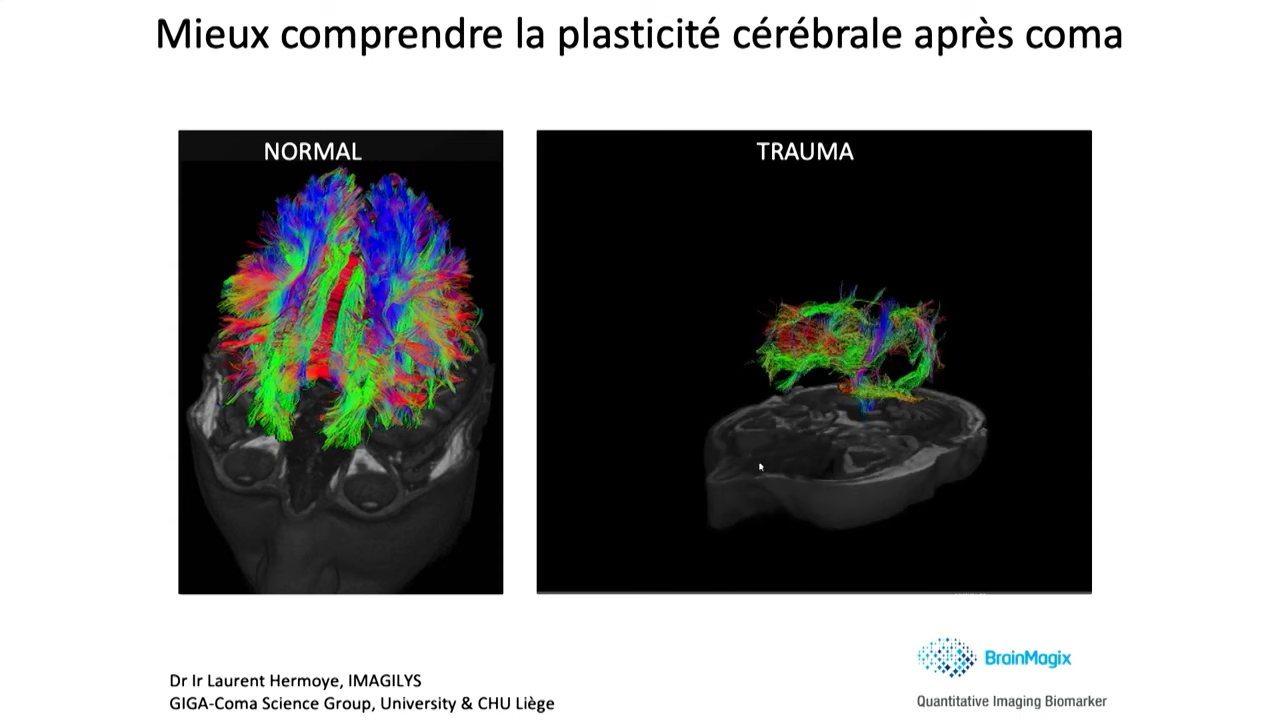 Mieux comprendre la plasticité cérébrale après coma
NORMAL
TRAUMA
Dr Ir Laurent Hermoye, IMAGILYS
GIGA-Coma Science Group, University & CHU Liège
BrainMagix
Quantitative Imaging Biomarker